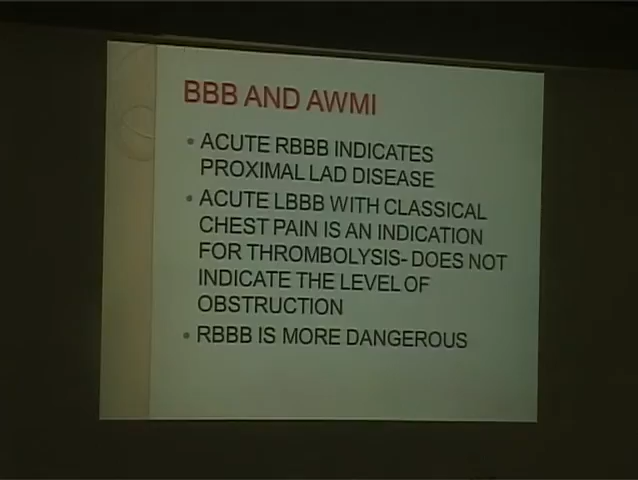 BBB AND AWMI
• ACUTE RBBB INDICATES
PROXIMAL LAD DISEASE
• ACUTE LBBB WITH CLASSICAL
CHEST PAIN IS AN INDICATION
FOR THROMBOLYSIS- DOES NOT
INDICATE THE LEVEL OF
OBSTRUCTION
• RBBB IS MORE DANGEROUS